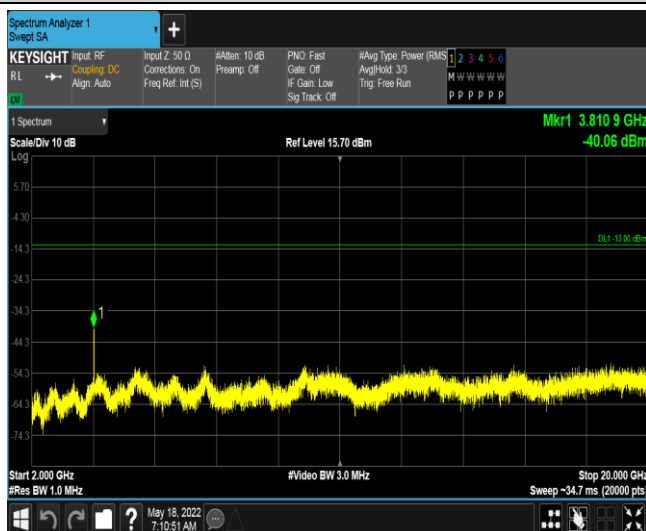 Spectrum Analyzer 1
Swept SA
+
KEYSIGHT Input: RF Input Z: 50 Ω #Atten: 10 dB PNO: Fast #Avg Type: Power (RMS 1 2 3 4 5 6
RL Coupling: DC Corrections: On Preamp: Off Gate: Off Avg|Hold: 3/3 M W W W W W
Align: Auto Freq Ref: Int (S) IF Gain: Low Trig: Free Run
Sig Track: Off P P P P P P
LXI
1 Spectrum Mkr1 3.810 9 GHz
Scale/Div 10 dB Ref Level 15.70 dBm -40.06 dBm
Log
5.70
-4.30
DL1 -13.00 dBm
-14.3
-24.3
-34.3
1
-44.3
-54.3
-64.3
-74.3
Start 2.000 GHz #Video BW 3.0 MHz Stop 20.000 GHz
#Res BW 1.0 MHz Sweep ~34.7 ms (20000 pts)
? May 18, 2022
7:10:51 AM